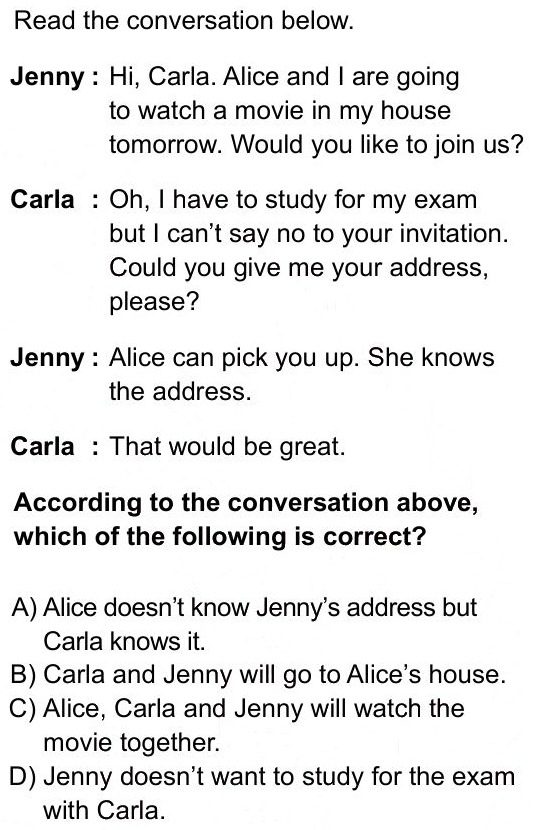 Read the conversation below.
Jenny : Hi, Carla. Alice and I are going
to watch a movie in my house
tomorrow. Would you like to join us?
Carla : Oh, I have to study for my exam
but I can't say no to your invitation.
Could you give me your address,
please?
Jenny : Alice can pick you up. She knows
the address.
Carla : That would be great.
According to the conversation above,
which of the following is correct?
A) Alice doesn't know Jenny's address but
Carla knows it.
B) Carla and Jenny will go to Alice's house.
C) Alice, Carla and Jenny will watch the
movie together.
D) Jenny doesn't want to study for the exam
with Carla.